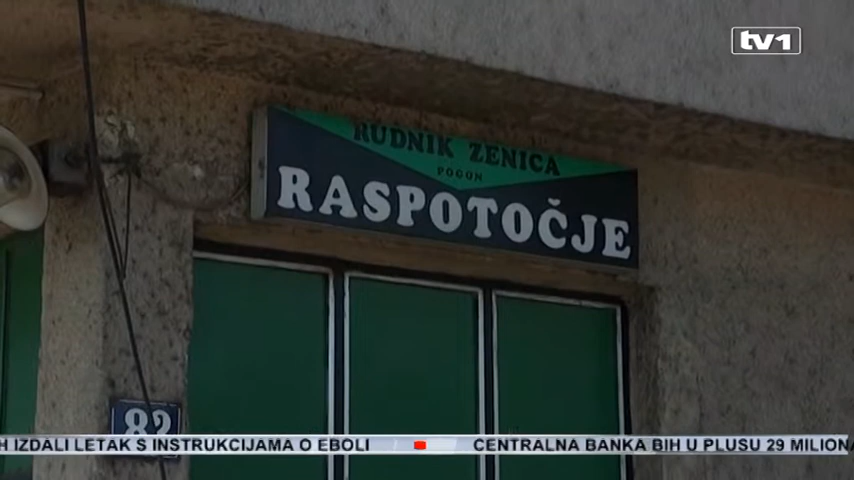 tv1
RUDNIK ZENICA
POGON
RASPOTOČJE
82
H IZDALI LETAK S INSTRUKCIJAMA O EBOLI CENTRALNA BANKA BIH U PLUSU 29 MILIONA